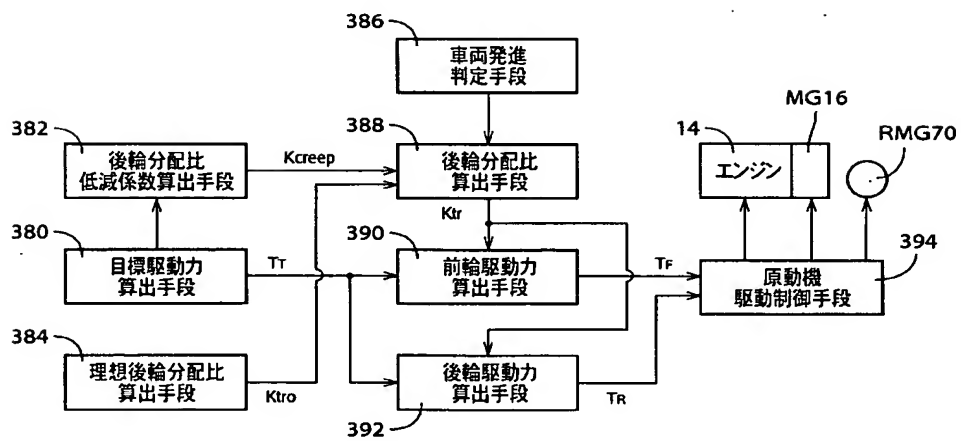 386
車両発進
判定手段
MG16
382
388
14
RMG70
後輪分配比
低減係数算出手段
Kcreep
後輪分配比
算出手段
エンジン
Ktr
380
390
394
目標駆動力
算出手段
TT
前輪駆動力
算出手段
TF
原動機
駆動制御手段
384
理想後輪分配比
算出手段
Ktro
後輪駆動力
算出手段
TR
392